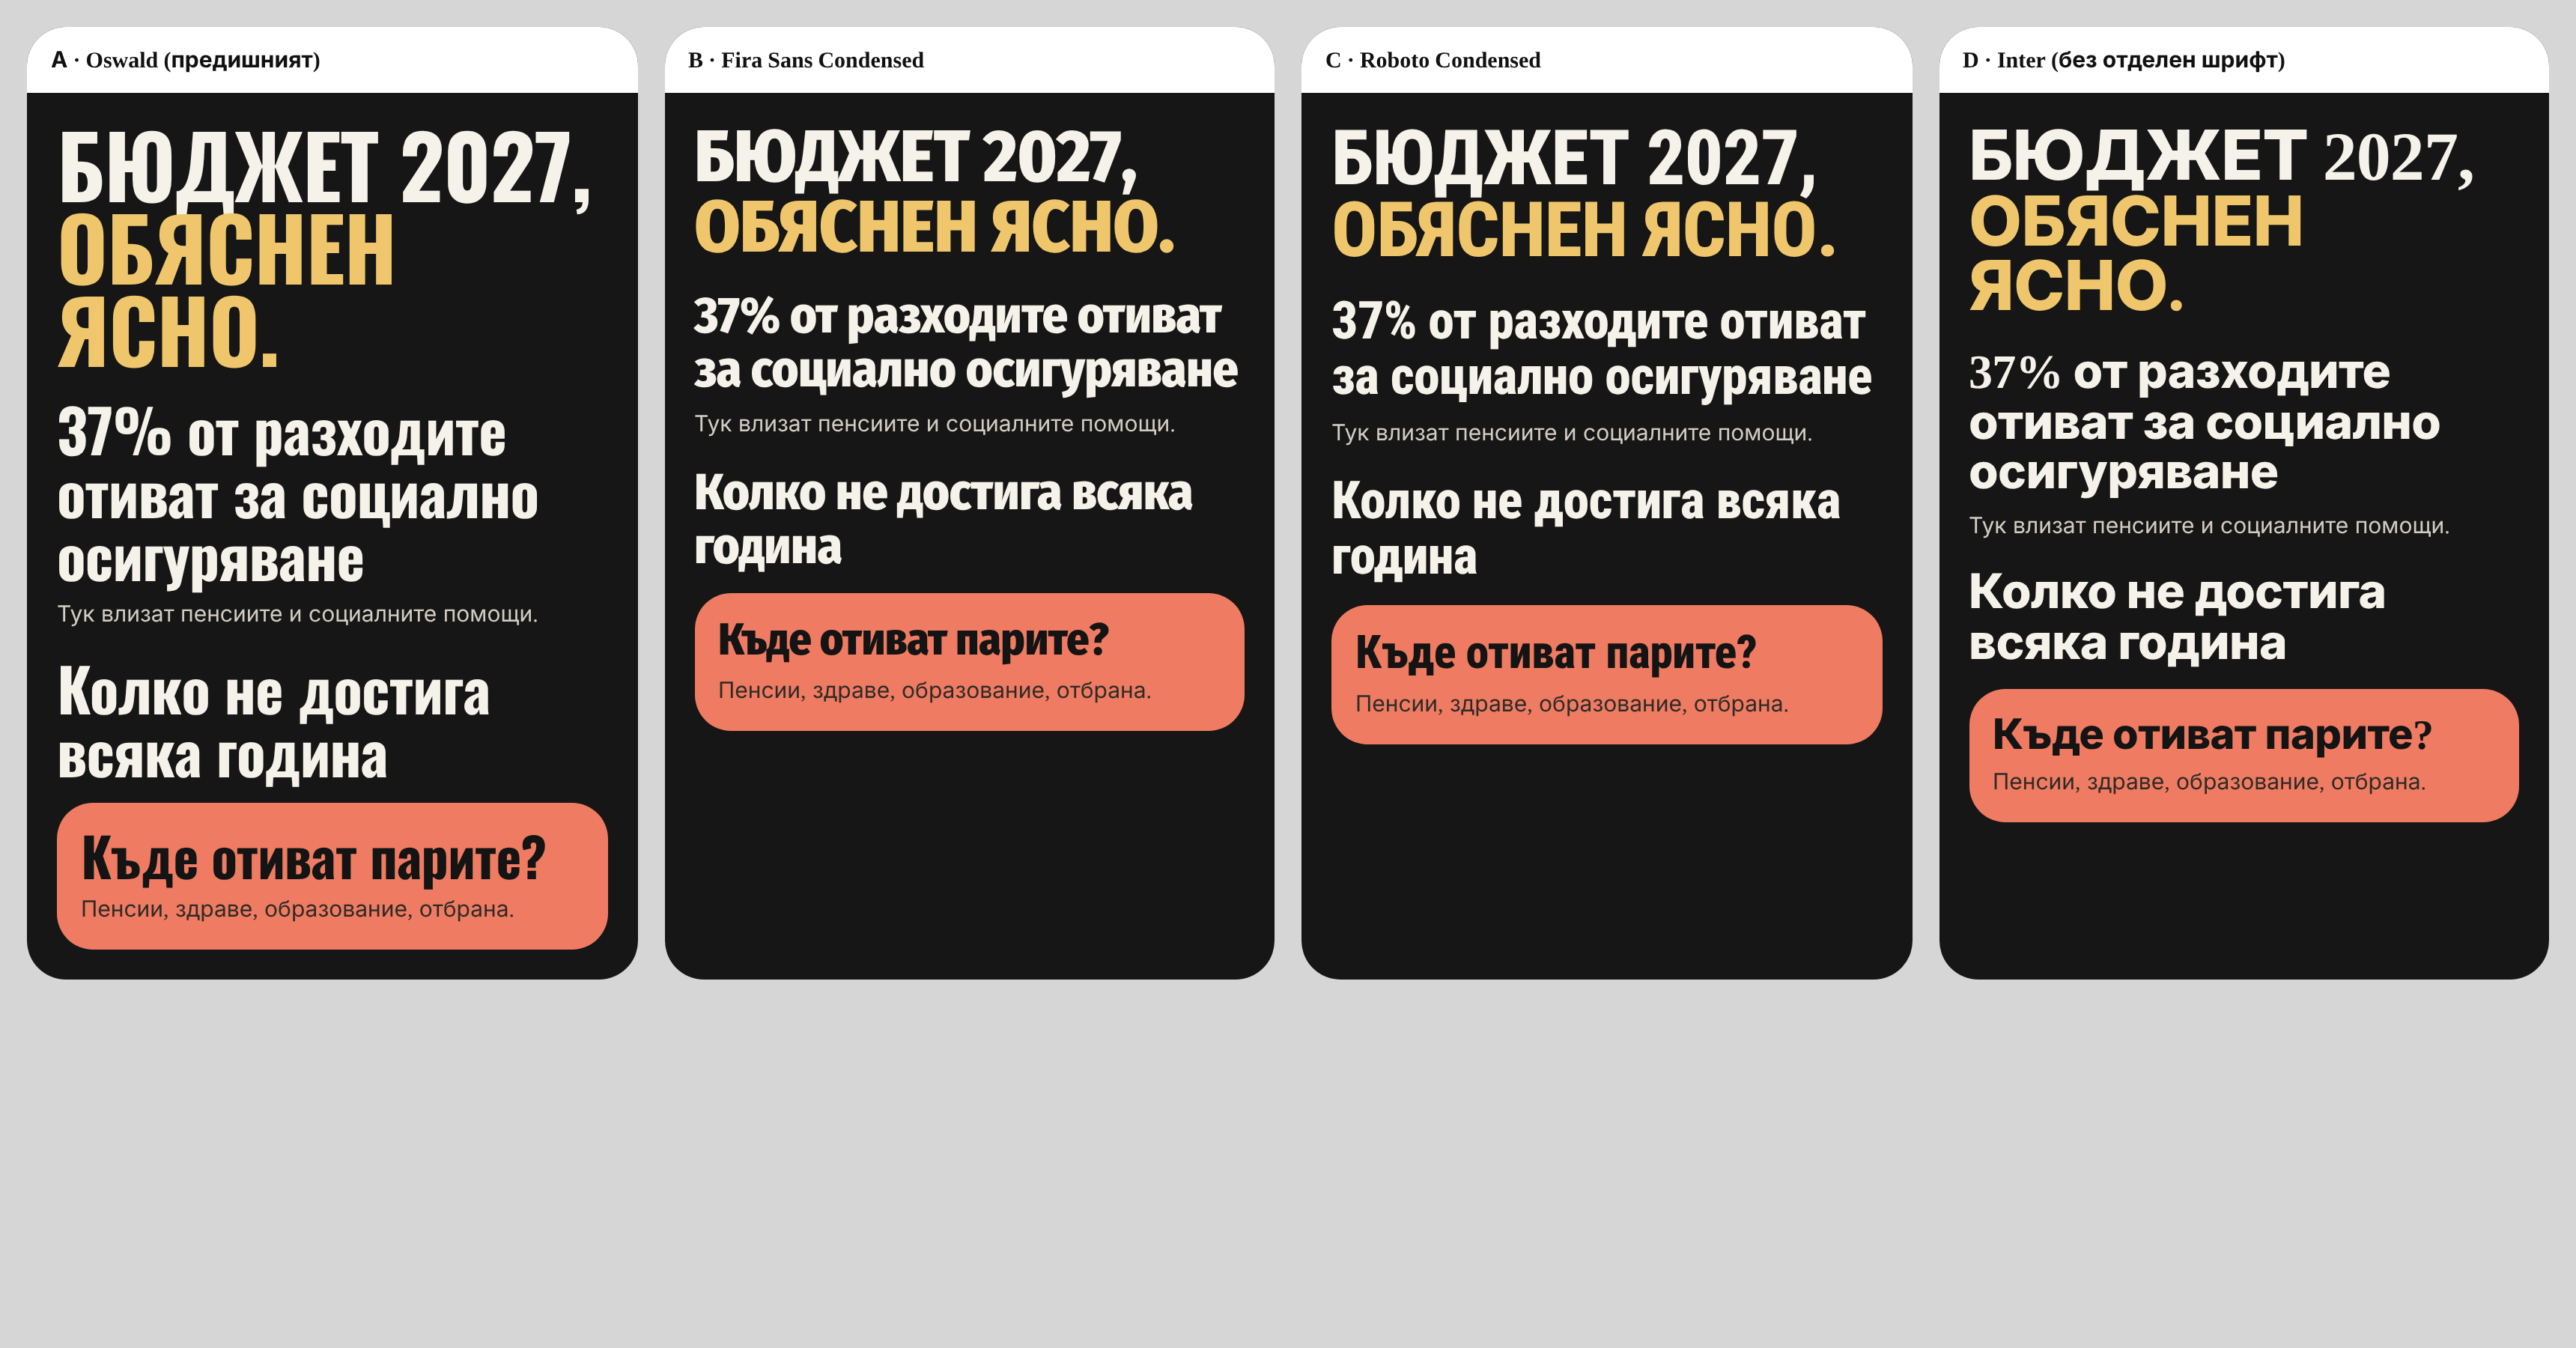 A · Oswald (предишният)
БЮДЖЕТ 2027,
ОБЯСНЕН
ЯСНО.
37% от разходите
отиват за социално
осигуряване
Тук влизат пенсиите и социалните помощи.
Колко не достига
всяка година
Къде отиват парите?
Пенсии, здраве, образование, отбрана.
B · Fira Sans Condensed
БЮДЖЕТ 2027,
ОБЯСНЕН ЯСНО.
37% от разходите отиват
за социално осигуряване
Тук влизат пенсиите и социалните помощи.
Колко не достига всяка
година
Къде отиват парите?
Пенсии, здраве, образование, отбрана.
C · Roboto Condensed
БЮДЖЕТ 2027,
ОБЯСНЕН ЯСНО.
37% от разходите отиват
за социално осигуряване
Тук влизат пенсиите и социалните помощи.
Колко не достига всяка
година
Къде отиват парите?
Пенсии, здраве, образование, отбрана.
D · Inter (без отделен шрифт)
БЮДЖЕТ 2027,
ОБЯСНЕН
ЯСНО.
37% от разходите
отиват за социално
осигуряване
Тук влизат пенсиите и социалните помощи.
Колко не достига
всяка година
Къде отиват парите?
Пенсии, здраве, образование, отбрана.